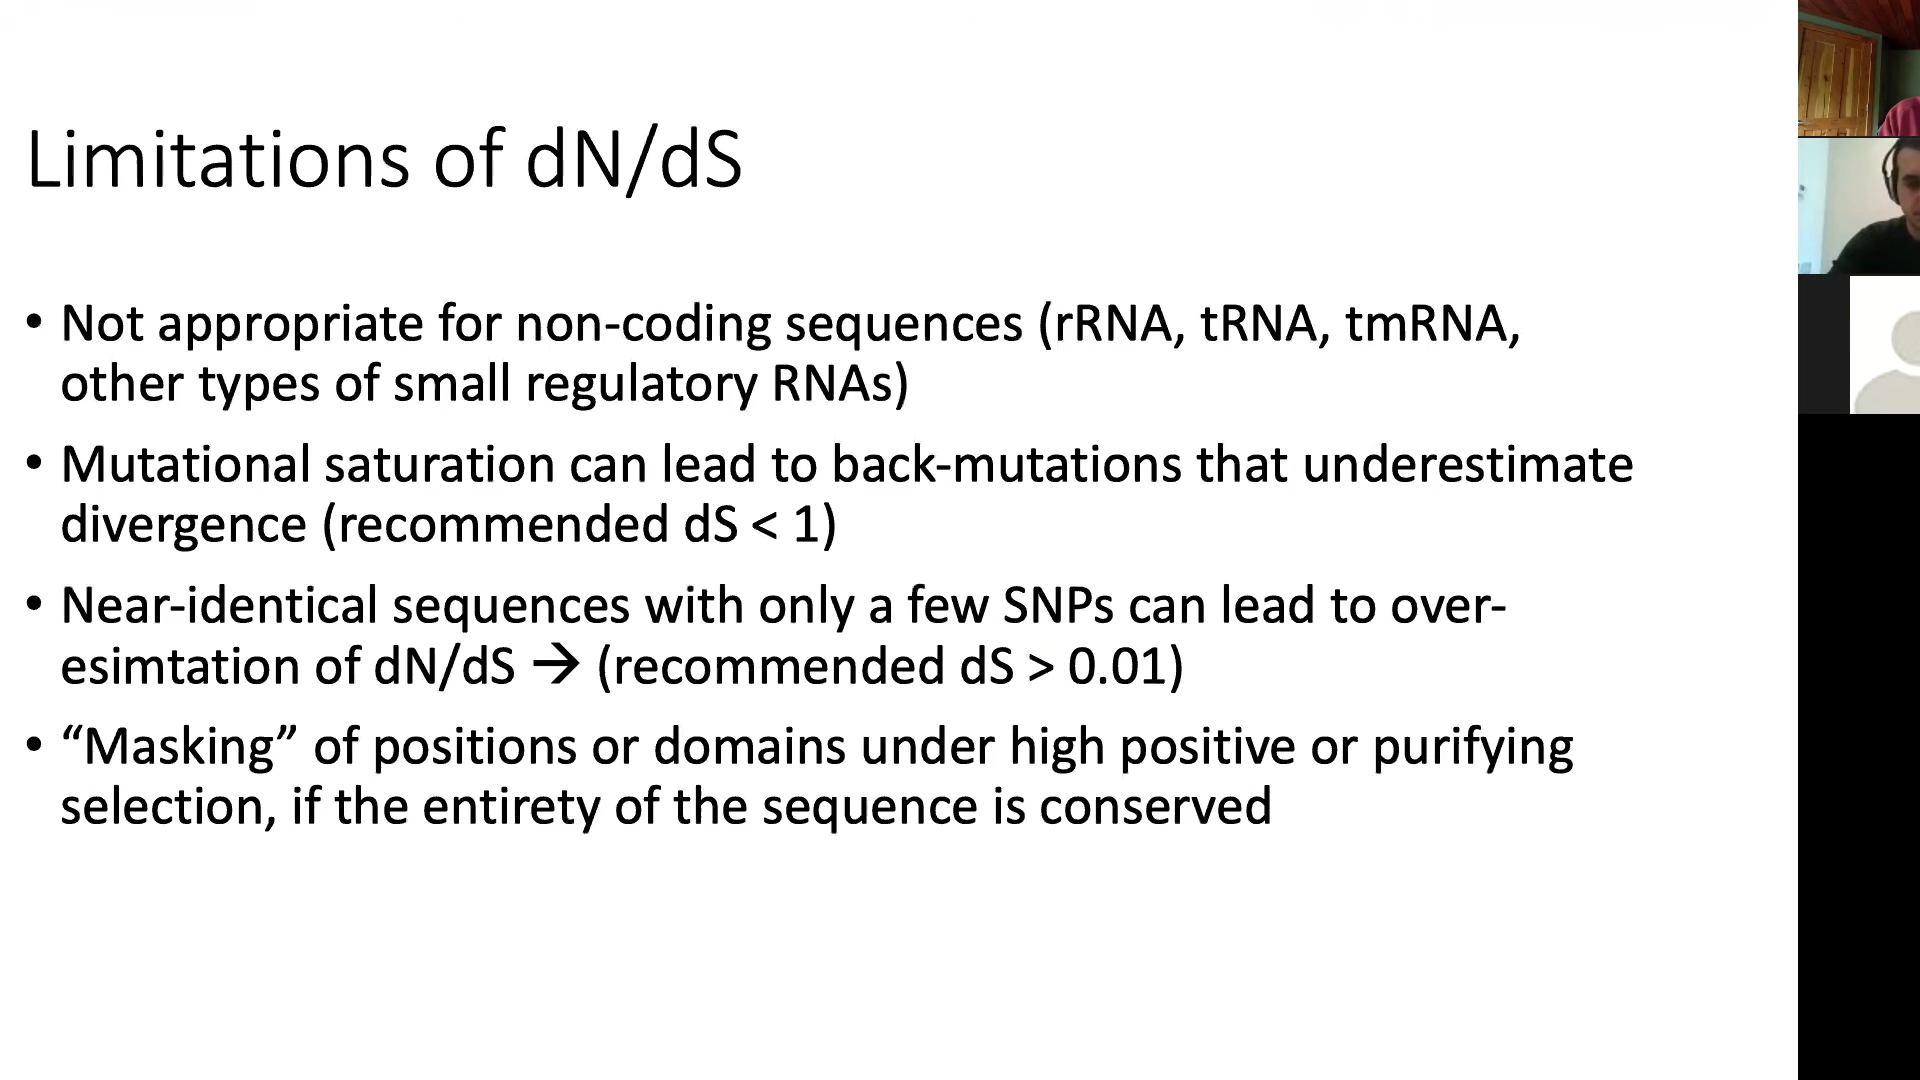 Limitations of dN/dS
• Not appropriate for non-coding sequences (rRNA, tRNA, tmRNA,
other types of small regulatory RNAs)
• Mutational saturation can lead to back-mutations that underestimate
divergence (recommended dS < 1)
• Near-identical sequences with only a few SNPs can lead to over-
esimtation of dN/dS → (recommended dS > 0.01)
• “Masking” of positions or domains under high positive or purifying
selection, if the entirety of the sequence is conserved